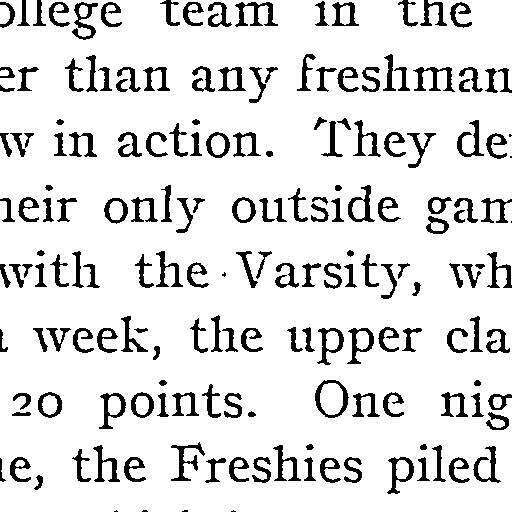 ollege team in the
er than any freshman
w in action. They de
heir only outside gam
with the Varsity, wh
week, the upper cla
20 points. One nig
e, the Freshies piled